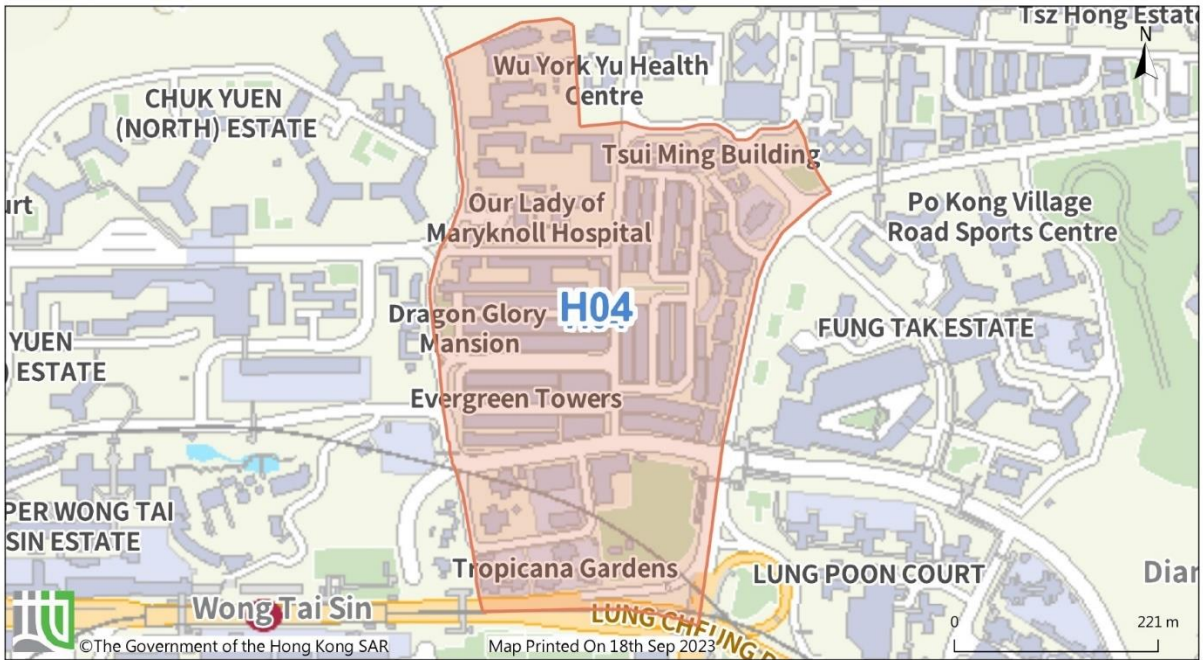 Tsz Hong Estat
N
Wu York Yu Health
Centre
CHUK YUEN
(NORTH) ESTATE
Tsui Ming Building
urt
Our Lady of
Maryknoll Hospital
Po Kong Village
Road Sports Centre
Dragon Glory
Mansion
H04
YUEN
) ESTATE
FUNG TAK ESTATE
Evergreen Towers
PER WONG TAI
SIN ESTATE
Tropicana Gardens
LUNG POON COURT
Diar
Wong Tai Sin
LUNG CHEUNG R
0
221 m
©The Government of the Hong Kong SAR
Map Printed On 18th Sep 2023